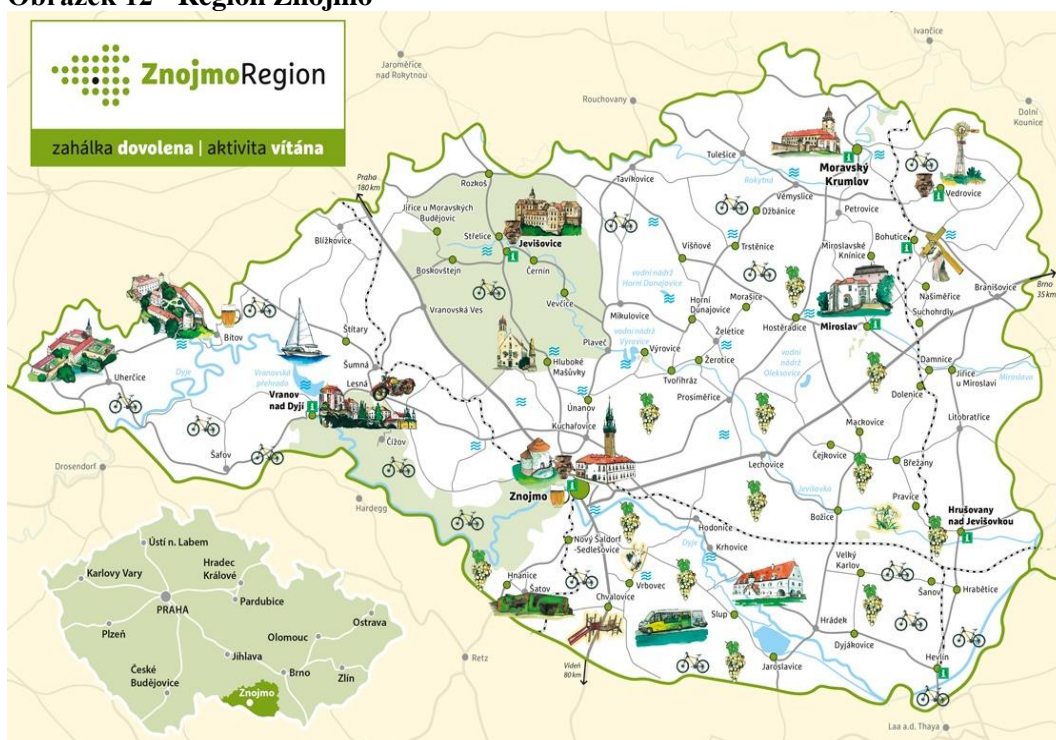 Obrázek 12 - Region Znojmo
ZnojmoRegion
zahálka dovolena | aktivita vítána
Ivančice
Jaroměřice
nad Rokytnou
Rouchovany
Dolní
Kounice
Praha
180 km
Rozkoš
Tavíkovice
Tulešice
Rokytná
Moravský
Krumlov
Vémyslice
Vedrovice
Jiřice u Moravských
Budějovic
Džbánice
Petrovice
Blížkovice
Střelice
Jevišovice
Višňové
Trstěnice
Miroslavské
Knínice
Bohutice
Boskovštejn
Černín
vodní nádrž
Horní Dunajovice
Brno
35 km
Vevčice
Našiměřice
Branišovice
Vranovská Ves
Mikulovice
Horní
Dunajovice
Morašice
Hostěradice
Miroslav
Suchohrdly
Štítary
Bítov
Plaveč
vodní
nádrž
Výrovice
Výrovice
Želetice
Žerotice
vodní
nádrž
Oleksovice
Damnice
Jiřice
u Miroslavi
Miroslavka
Šumná
Hluboké
Mašůvky
Tvořihráz
Uherčice
Dyje
Vranovská
přehrada
Lesná
Prosiměřice
Dolenice
Vranov
nad Dyjí
Únanov
Kuchařovice
Mackovice
Litobratřice
Čížov
Šafov
Čejkovice
Břežany
Drosendorf
Lechovice
Znojmo
Jevišovka
Pravice
Hardegg
Božice
Hrušovany
nad Jevišovkou
Hodonice
Nový Šaldorf
-Sedlešovice
Dyje
Krhovice
Velký
Karlov
Hnanice
Šatov
Vrbovec
Šanov
Hrabětice
Chvalovice
Slup
Hrádek
Dyjákovice
Retz
Vídeň
80 km
Jaroslavice
Hevlín
Laa a.d. Thaya
Ústí n. Labem
Karlovy Vary
Hradec
Králové
PRAHA
Pardubice
Plzeň
Ostrava
Olomouc
Jihlava
České
Budějovice
Brno
Zlín
Znojmo